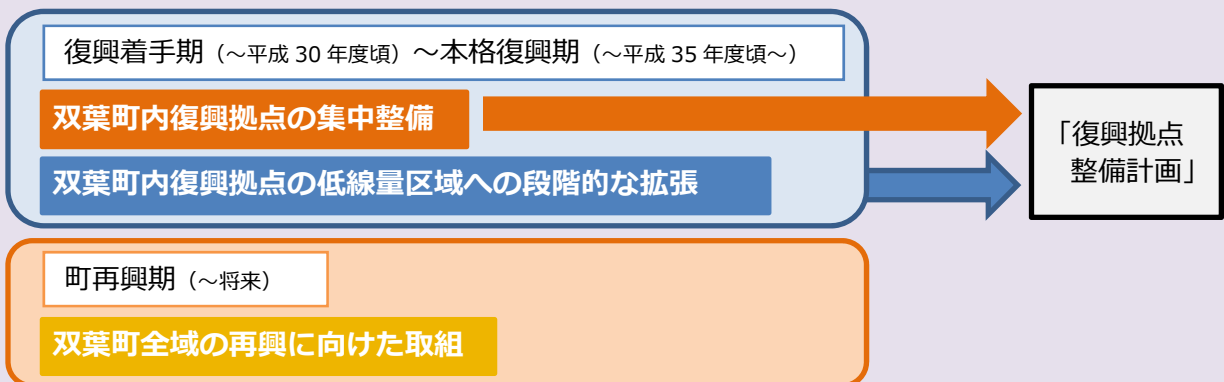 復興着手期（～平成 30 年度頃）～本格復興期（～平成 35 年度頃～）
双葉町内復興拠点の集中整備
双葉町内復興拠点の低線量区域への段階的な拡張
「復興拠点
整備計画」
町再興期（～将来）
双葉町全域の再興に向けた取組